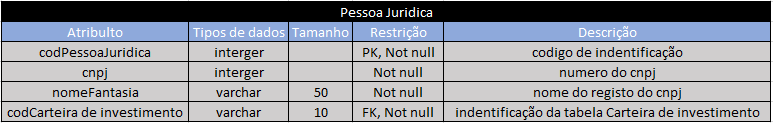 Pessoa Juridica
Atribulto Tipos de dados Tamanho Restrição Descrição
codPessoaJuridica interger PK, Not null codigo de indentificação
cnpj interger Not null numero do cnpj
nomeFantasia varchar 50 Not null nome do registo do cnpj
codCarteira de investimento varchar 10 FK, Not null indentificação da tabela Carteira de investimento